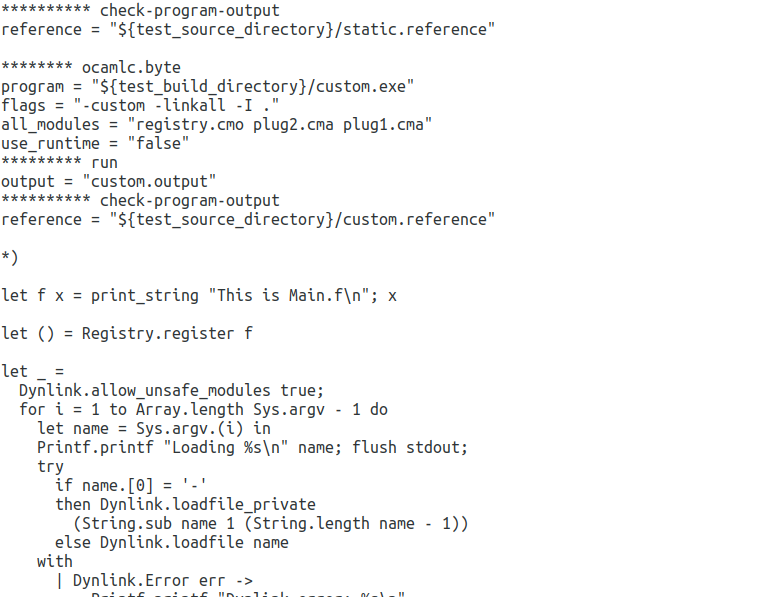 ********** check-program-output
reference = "${test_source_directory}/static.reference"

******** ocamlc.byte
program = "${test_build_directory}/custom.exe"
flags = "-custom -linkall -I ."
all_modules = "registry.cmo plug2.cma plug1.cma"
use_runtime = "false"
********* run
output = "custom.output"
********** check-program-output
reference = "${test_source_directory}/custom.reference"

*)

let f x = print_string "This is Main.f\n"; x

let () = Registry.register f

let _ =
  Dynlink.allow_unsafe_modules true;
  for i = 1 to Array.length Sys.argv - 1 do
    let name = Sys.argv.(i) in
    Printf.printf "Loading %s\n" name; flush stdout;
    try
      if name.[0] = '-'
      then Dynlink.loadfile_private
        (String.sub name 1 (String.length name - 1))
      else Dynlink.loadfile name
    with
      | Dynlink.Error err ->